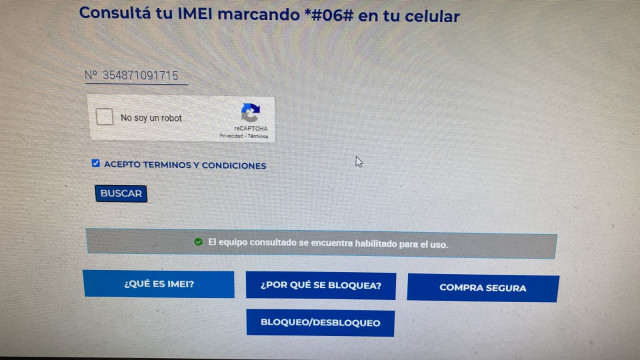 Consultá tu IMEI marcando *#06# en tu celular
Nº 354871091715
No soy un robot
reCAPTCHA
Privacidad - Términos
ACEPTO TERMINOS Y CONDICIONES
BUSCAR
El equipo consultado se encuentra habilitado para el uso.
¿QUÉ ES IMEI?
¿POR QUÉ SE BLOQUEA?
COMPRA SEGURA
BLOQUEO/DESBLOQUEO